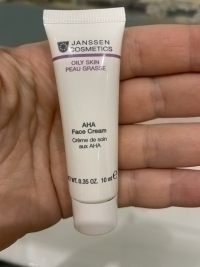 JANSSEN
COSMETICS
OILY SKIN
PEAU GRASSE
AHA
Face Cream
Crème de soin
aux AHA
WT. 0.35 OZ. 10 ml ℮